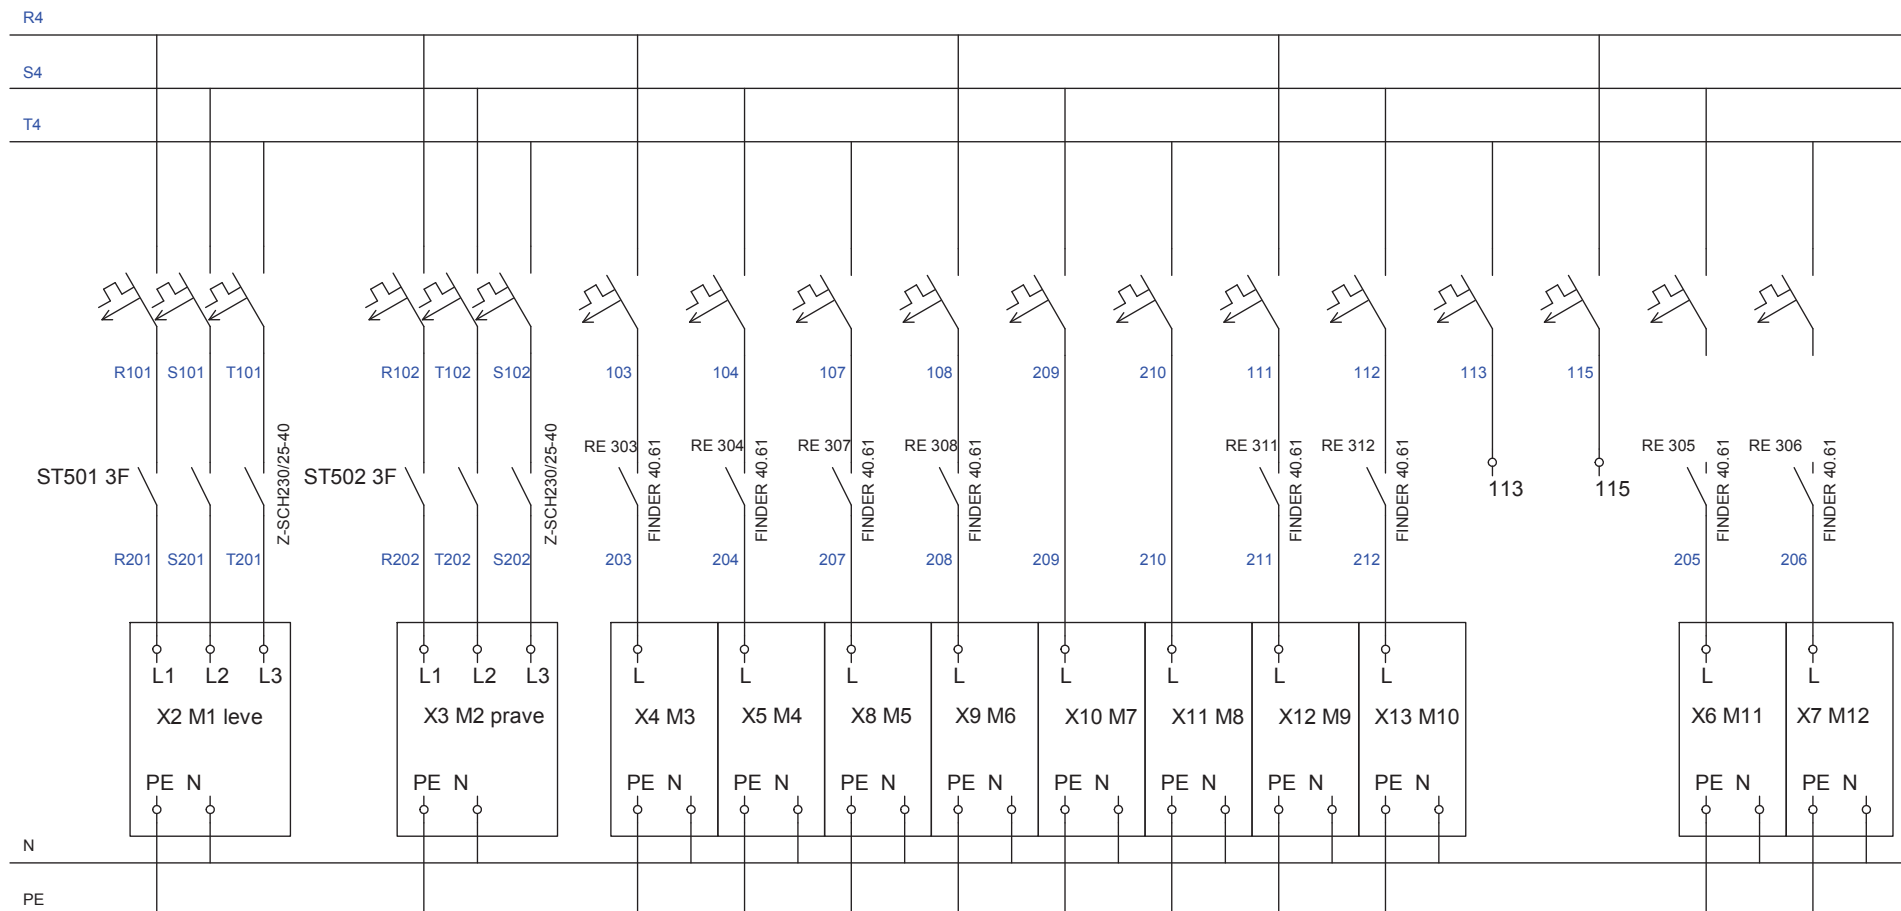 R4
S4
T4
R101 S101 T101 R102 T102 S102 103 104 107 108 209 210 111 112 113 115
RE 303 RE 304 RE 307 RE 308 RE 311 RE 312 RE 305 RE 306
ST501 3F Z-SCH230/25-40 ST502 3F Z-SCH230/25-40 FINDER 40.61 FINDER 40.61 FINDER 40.61 FINDER 40.61 FINDER 40.61 FINDER 40.61 113 115 FINDER 40.61 FINDER 40.61
R201 S201 T201 R202 T202 S202 203 204 207 208 209 210 211 212 205 206
L1 L2 L3 L1 L2 L3 L L L L L L L L L L
X2 M1 leve X3 M2 prave X4 M3 X5 M4 X8 M5 X9 M6 X10 M7 X11 M8 X12 M9 X13 M10 X6 M11 X7 M12
PE N PE N PE N PE N PE N PE N PE N PE N PE N PE N PE N PE N
N
PE